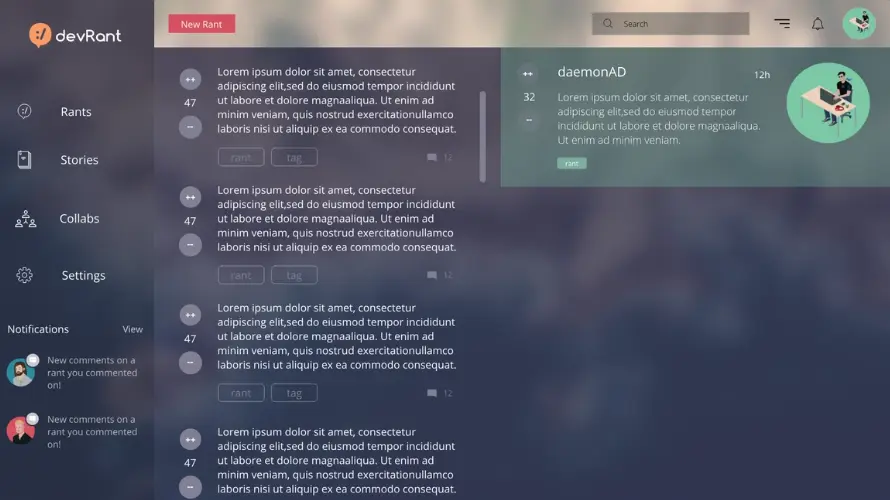 :/ devRant
Rants
Stories
Collabs
Settings
Notifications View
New comments on a
rant you commented
on!
New comments on a
rant you commented
on!
New Rant
Search
++
47
--
Lorem ipsum dolor sit amet, consectetur
adipiscing elit,sed do eiusmod tempor incididunt
ut labore et dolore magnaaliqua. Ut enim ad
minim veniam, quis nostrud exercitationullamco
laboris nisi ut aliquip ex ea commodo consequat.
rant tag 12
++
47
--
Lorem ipsum dolor sit amet, consectetur
adipiscing elit,sed do eiusmod tempor incididunt
ut labore et dolore magnaaliqua. Ut enim ad
minim veniam, quis nostrud exercitationullamco
laboris nisi ut aliquip ex ea commodo consequat.
rant tag 12
++
47
--
Lorem ipsum dolor sit amet, consectetur
adipiscing elit,sed do eiusmod tempor incididunt
ut labore et dolore magnaaliqua. Ut enim ad
minim veniam, quis nostrud exercitationullamco
laboris nisi ut aliquip ex ea commodo consequat.
rant tag 12
++
47
--
Lorem ipsum dolor sit amet, consectetur
adipiscing elit,sed do eiusmod tempor incididunt
ut labore et dolore magnaaliqua. Ut enim ad
minim veniam, quis nostrud exercitationullamco
laboris nisi ut aliquip ex ea commodo consequat.
++
32
--
daemonAD 12h
Lorem ipsum dolor sit amet, consectetur
adipiscing elit,sed do eiusmod tempor
incididunt ut labore et dolore magnaaliqua.
Ut enim ad minim veniam.
rant